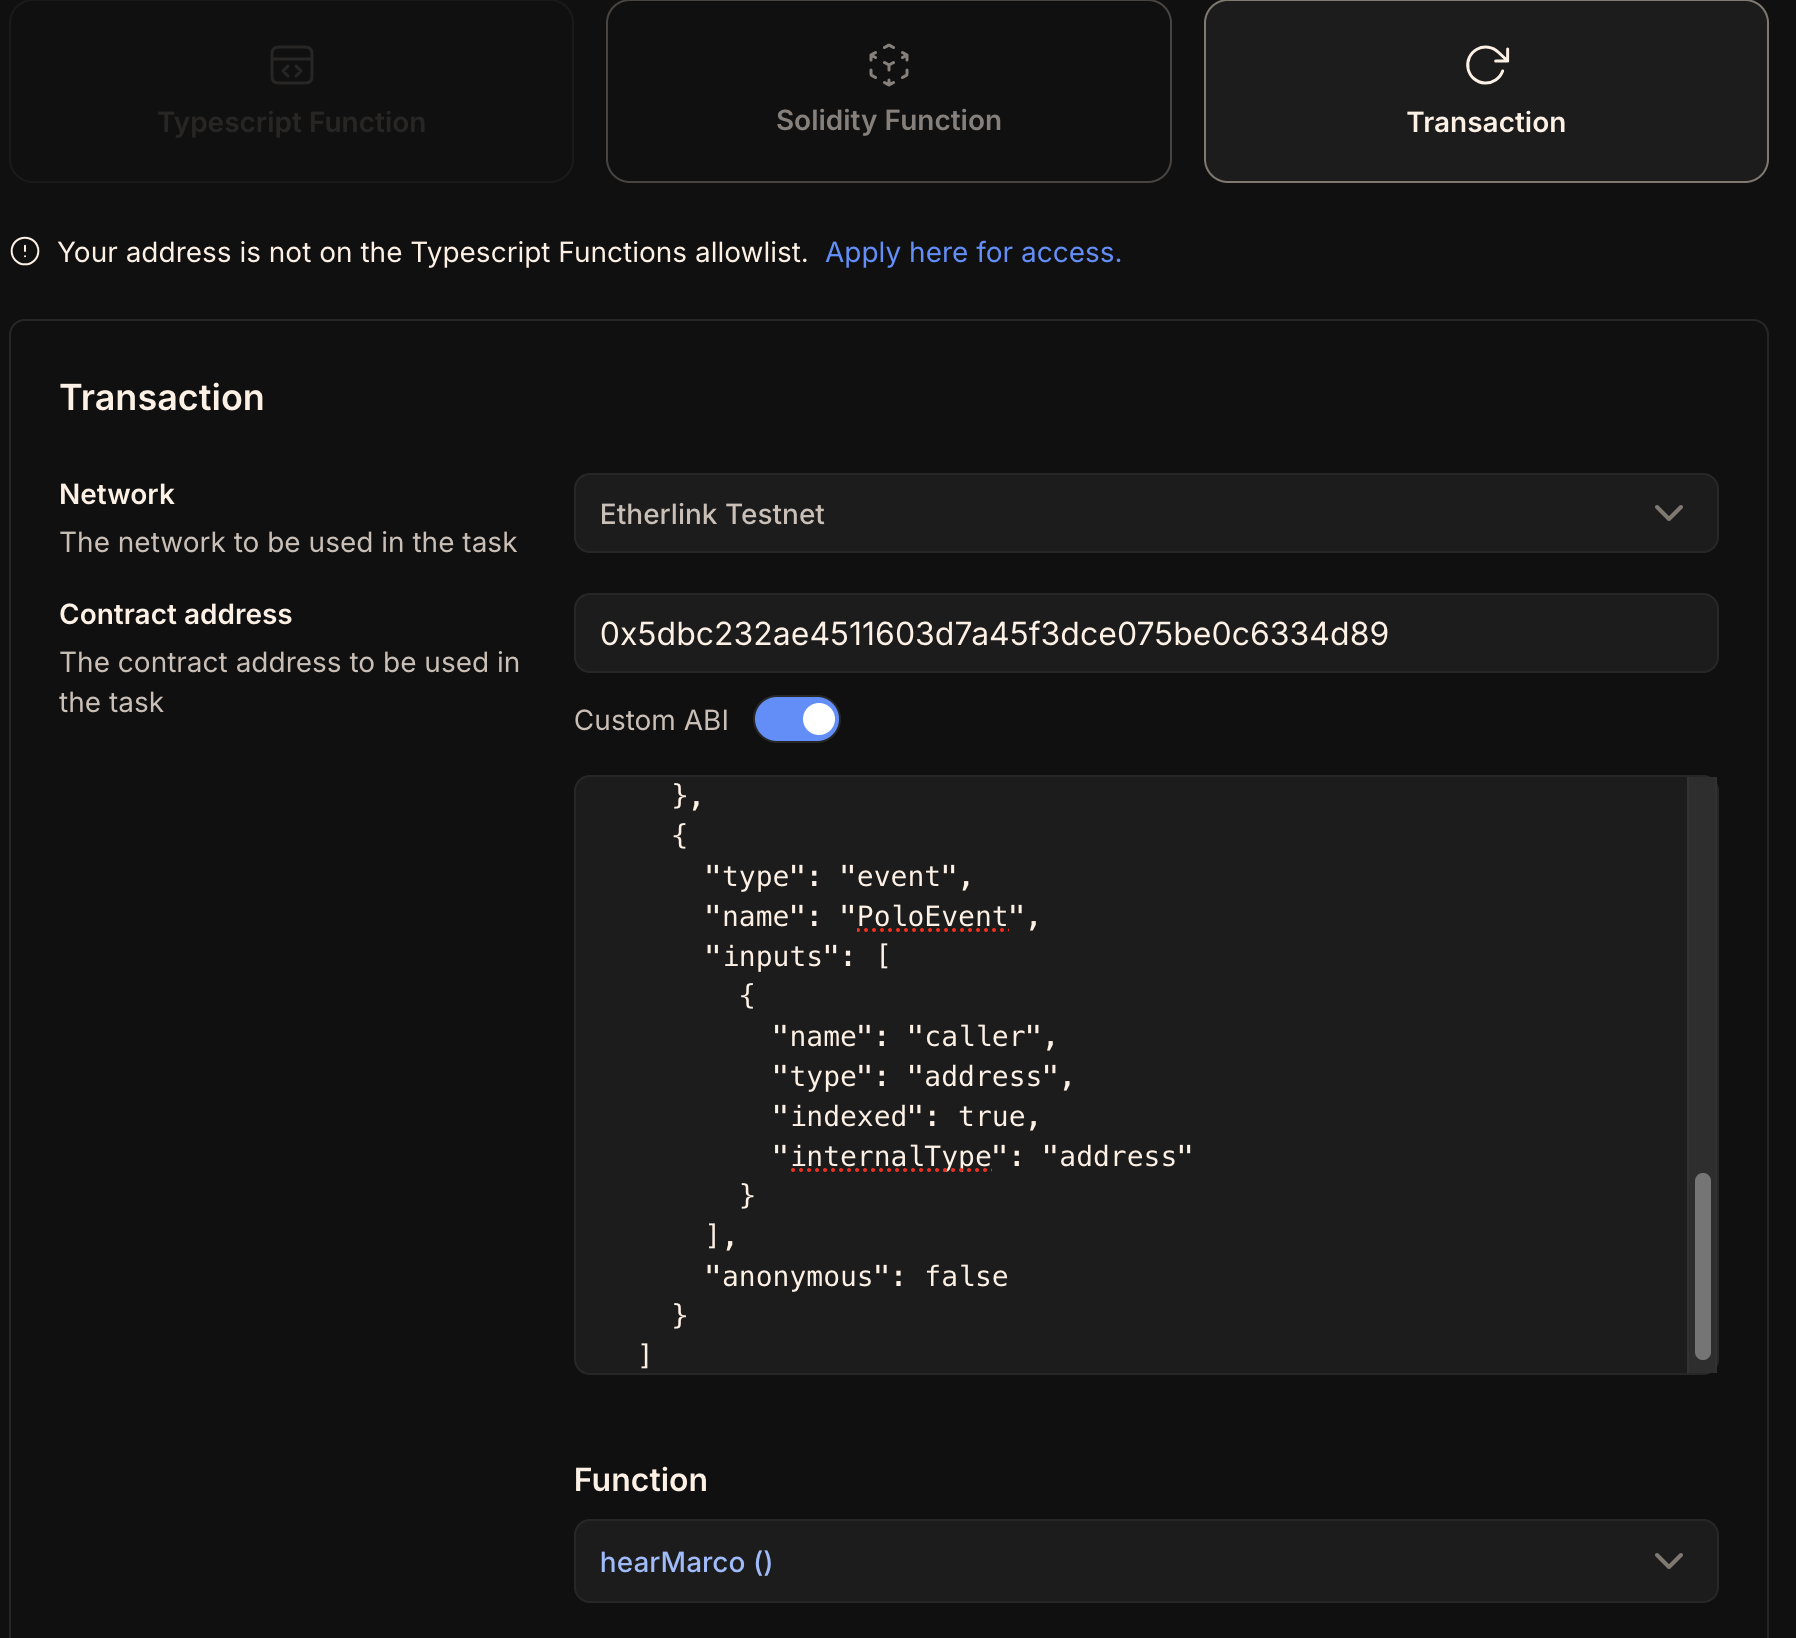 Typescript Function
Solidity Function
Transaction
Your address is not on the Typescript Functions allowlist. Apply here for access.
Transaction
Network
The network to be used in the task
Etherlink Testnet
Contract address
The contract address to be used in
the task
0x5dbc232ae4511603d7a45f3dce075be0c6334d89
Custom ABI
},
{
"type": "event",
"name": "PoloEvent",
"inputs": [
{
"name": "caller",
"type": "address",
"indexed": true,
"internalType": "address"
}
],
"anonymous": false
}
]
Function
hearMarco ()